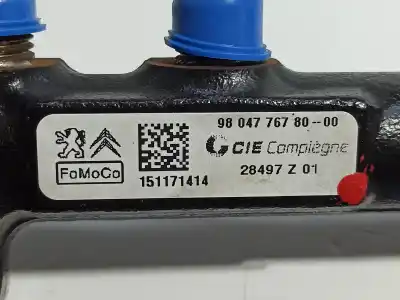 98 047 767 80--00
CIE Compiègne
FoMoCo
151171414
28497 Z 01